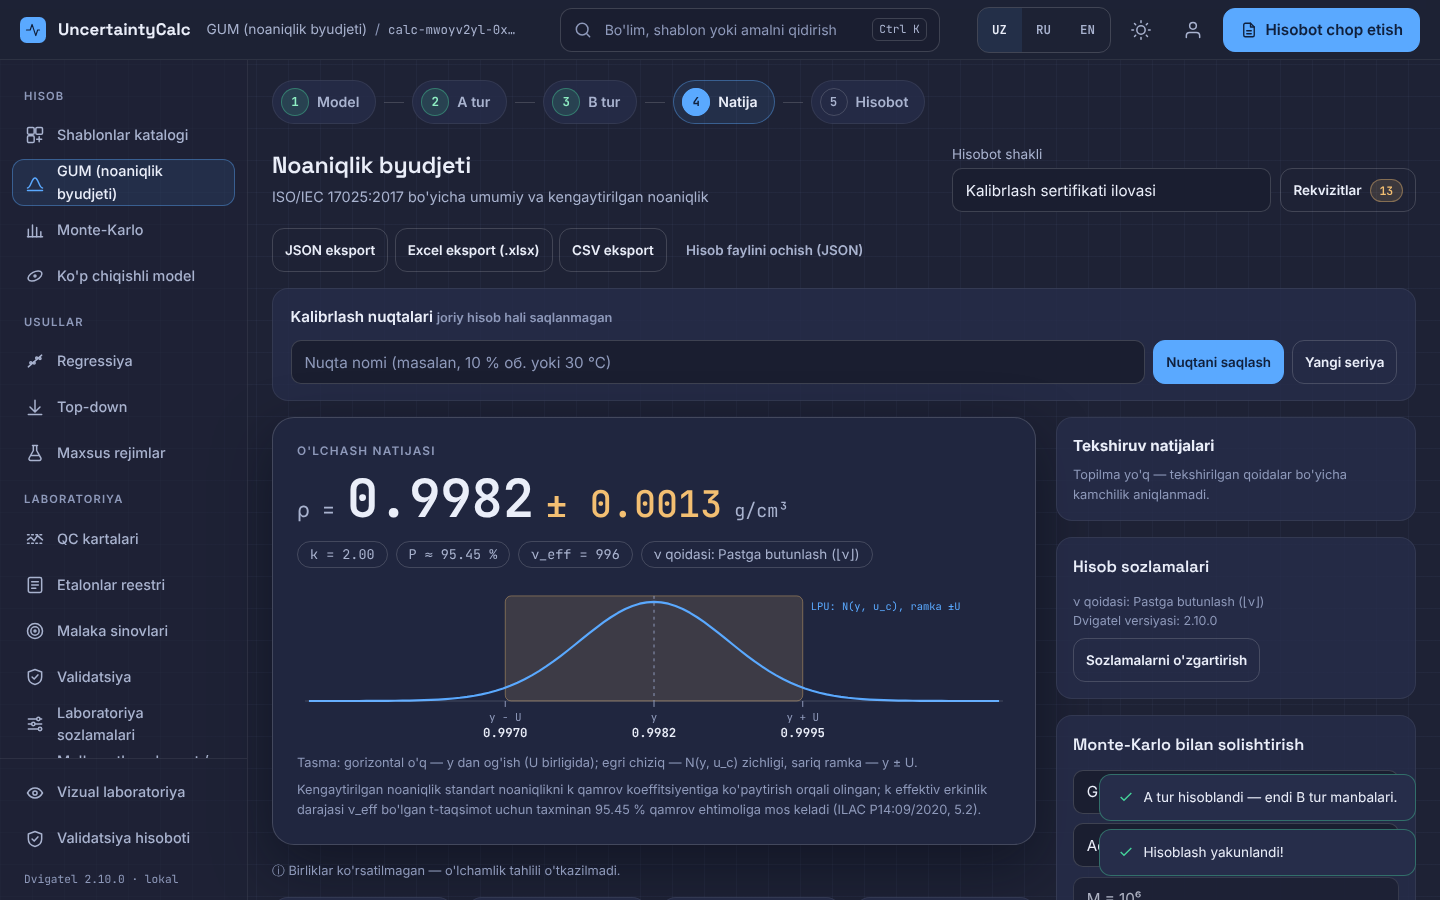 UncertaintyCalc
GUM (noaniqlik byudjeti) / calc-mwoyv2yl-0x…
Bo'lim, shablon yoki amalni qidirish
Ctrl K
UZ RU EN
Hisobot chop etish
HISOB
Shablonlar katalogi
GUM (noaniqlik
byudjeti)
Monte-Karlo
Ko'p chiqishli model
USULLAR
Regressiya
Top-down
Maxsus rejimlar
LABORATORIYA
QC kartalari
Etalonlar reestri
Malaka sinovlari
Validatsiya
Laboratoriya
sozlamalari
Vizual laboratoriya
Validatsiya hisoboti
Dvigatel 2.10.0 · lokal
1 Model
2 A tur
3 B tur
4 Natija
5 Hisobot
Noaniqlik byudjeti
ISO/IEC 17025:2017 bo'yicha umumiy va kengaytirilgan noaniqlik
Hisobot shakli
Kalibrlash sertifikati ilovasi
Rekvizitlar 13
JSON eksport
Excel eksport (.xlsx)
CSV eksport
Hisob faylini ochish (JSON)
Kalibrlash nuqtalari joriy hisob hali saqlanmagan
Nuqta nomi (masalan, 10 % об. yoki 30 °C)
Nuqtani saqlash
Yangi seriya
O'LCHASH NATIJASI
ρ = 0.9982 ± 0.0013 g/cm³
k = 2.00
P ≈ 95.45 %
ν_eff = 996
ν qoidasi: Pastga butunlash (⌊ν⌋)
LPU: N(y, u_c), ramka ±U
y - U
y
y + U
0.9970
0.9982
0.9995
Tasma: gorizontal o'q — y dan og'ish (U birligida); egri chiziq — N(y, u_c) zichligi, sariq ramka — y ± U.
Kengaytirilgan noaniqlik standart noaniqlikni k qamrov koeffitsiyentiga ko'paytirish orqali olingan; k effektiv erkinlik
darajasi ν_eff bo'lgan t-taqsimot uchun taxminan 95.45 % qamrov ehtimoliga mos keladi (ILAC P14:09/2020, 5.2).
ⓘ Birliklar ko'rsatilmagan — o'lchamlik tahlili o'tkazilmadi.
Tekshiruv natijalari
Topilma yo'q — tekshirilgan qoidalar bo'yicha
kamchilik aniqlanmadi.
Hisob sozlamalari
ν qoidasi: Pastga butunlash (⌊ν⌋)
Dvigatel versiyasi: 2.10.0
Sozlamalarni o'zgartirish
Monte-Karlo bilan solishtirish
A tur hisoblandi — endi B tur manbalari.
Hisoblash yakunlandi!
M = 10⁶